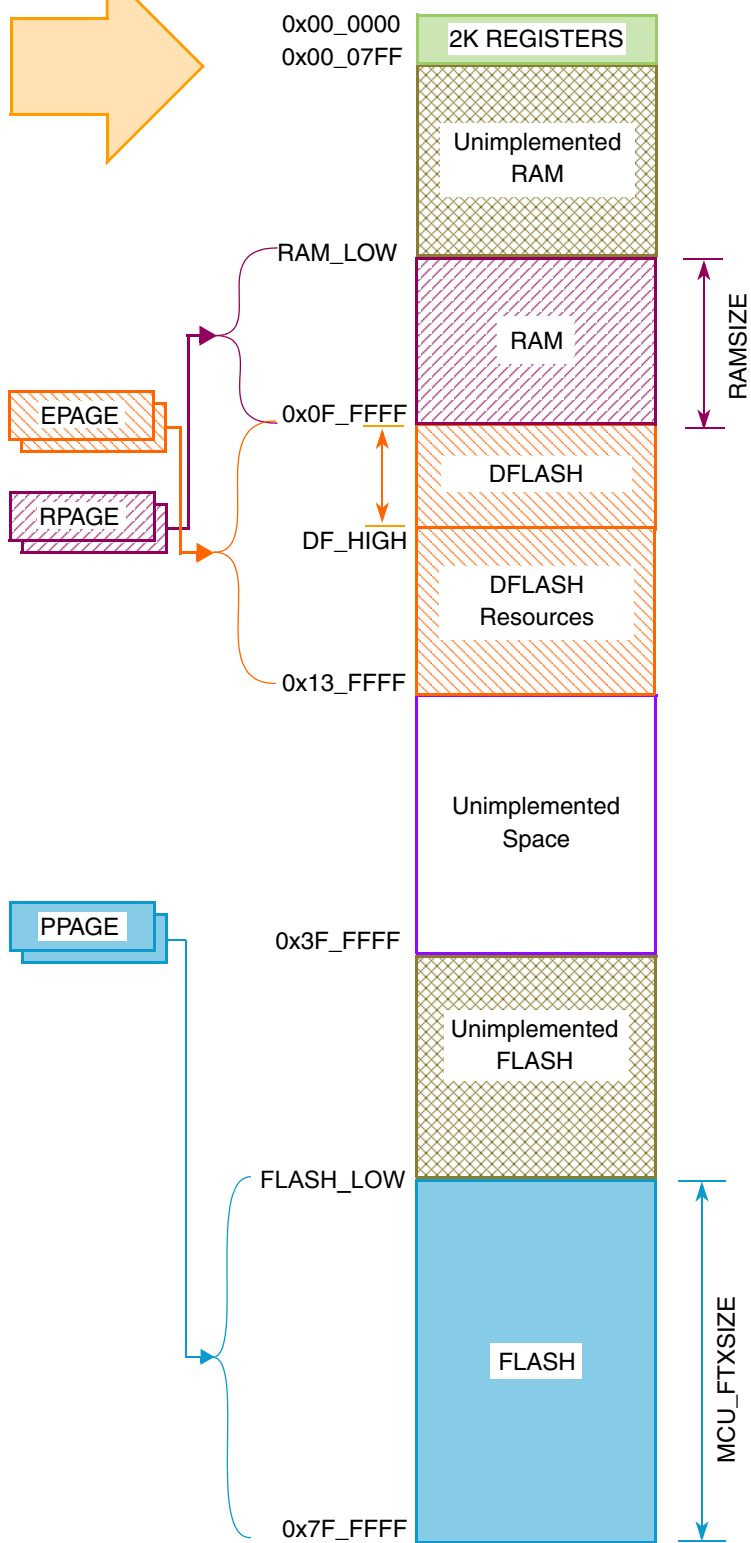 0x00_0000
2K REGISTERS
0x00_07FF
Unimplemented
RAM
RAM_LOW
RAM
RAMSIZE
EPAGE
0x0F_FFFF
DFLASH
RPAGE
DF_HIGH
DFLASH
Resources
0x13_FFFF
Unimplemented
Space
PPAGE
0x3F_FFFF
Unimplemented
FLASH
FLASH_LOW
FLASH
MCU_FTXSIZE
0x7F_FFFF